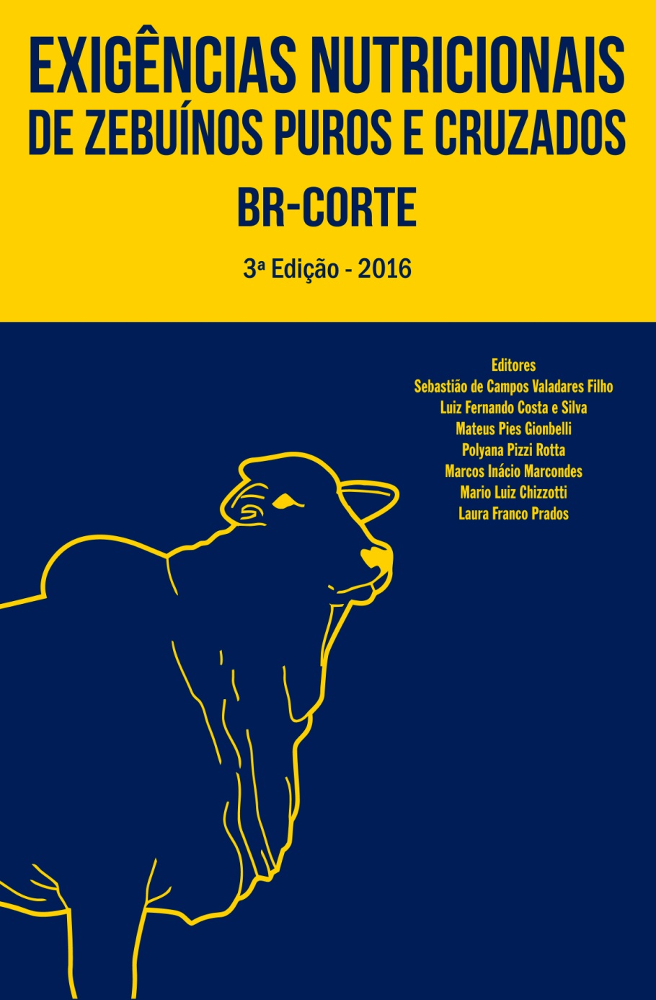 EXIGÊNCIAS NUTRICIONAIS
DE ZEBUÍNOS PUROS E CRUZADOS
BR-CORTE
3ª Edição - 2016
Editores
Sebastião de Campos Valadares Filho
Luiz Fernando Costa e Silva
Mateus Pies Gionbelli
Polyana Pizzi Rotta
Marcos Inácio Marcondes
Mario Luiz Chizzotti
Laura Franco Prados